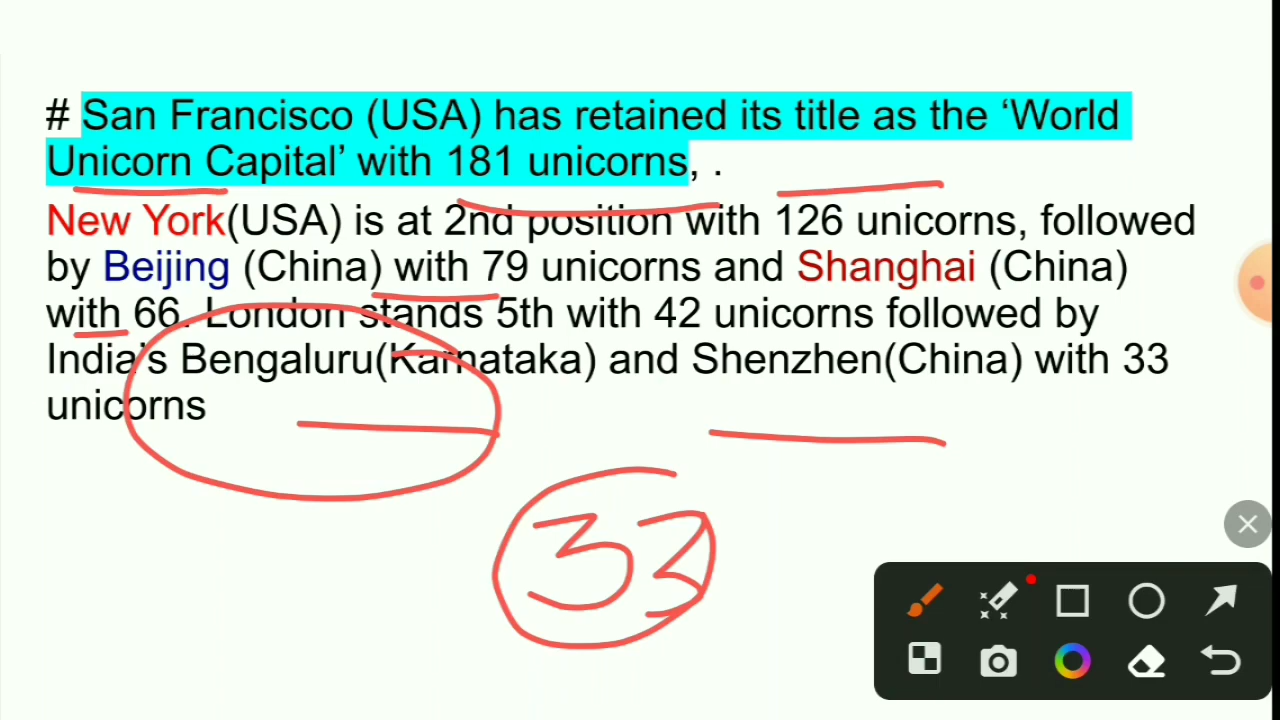 # San Francisco (USA) has retained its title as the ‘World
Unicorn Capital’ with 181 unicorns, .
New York(USA) is at 2nd position with 126 unicorns, followed
by Beijing (China) with 79 unicorns and Shanghai (China)
with 66. London stands 5th with 42 unicorns followed by
India's Bengaluru(Karnataka) and Shenzhen(China) with 33
unicorns
33